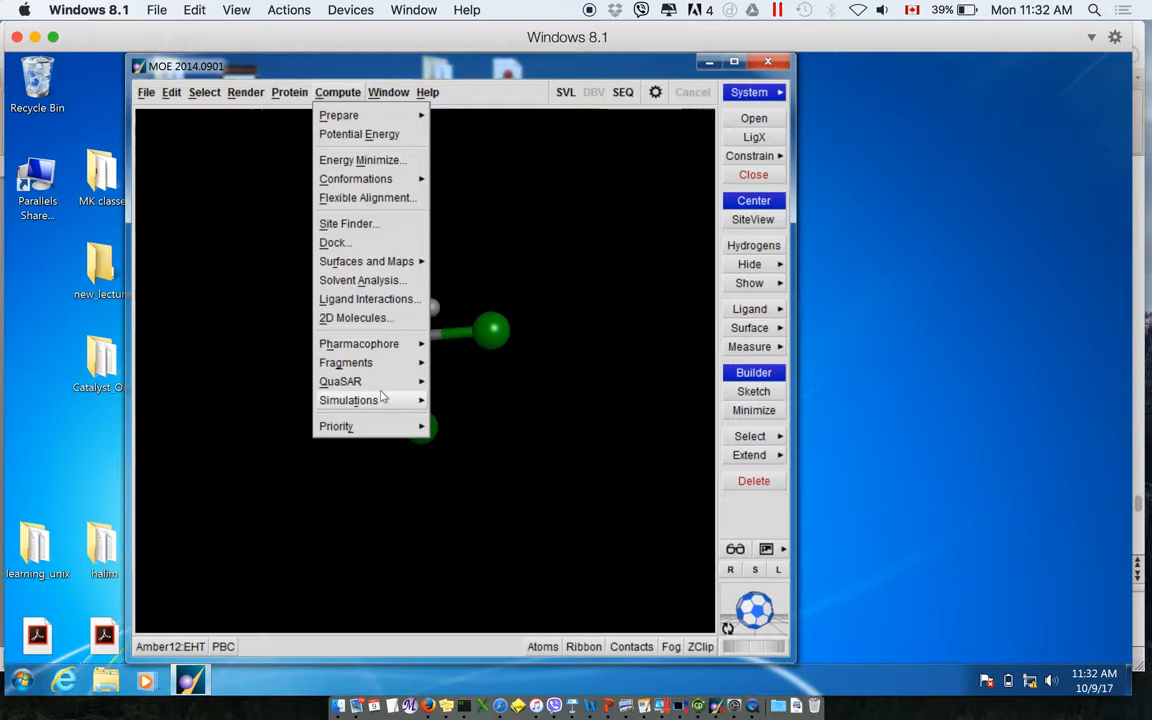 Windows 8.1 File Edit View Actions Devices Window Help 4 39% Mon 11:32 AM
Windows 8.1
MOE 2014.0901
File Edit Select Render Protein Compute Window Help SVL DBV SEQ Cancel System
Recycle Bin
Parallels
Share...
MK classe
new_lectur
Catalyst_O
learning_unix
halim
Prepare
Potential Energy
Energy Minimize...
Conformations
Flexible Alignment...
Site Finder...
Dock...
Surfaces and Maps
Solvent Analysis...
Ligand Interactions...
2D Molecules...
Pharmacophore
Fragments
QuaSAR
Simulations
Priority
Open
LigX
Constrain
Close
Center
SiteView
Hydrogens
Hide
Show
Ligand
Surface
Measure
Builder
Sketch
Minimize
Select
Extend
Delete
R S L
Amber12:EHT PBC Atoms Ribbon Contacts Fog ZClip
11:32 AM
10/9/17